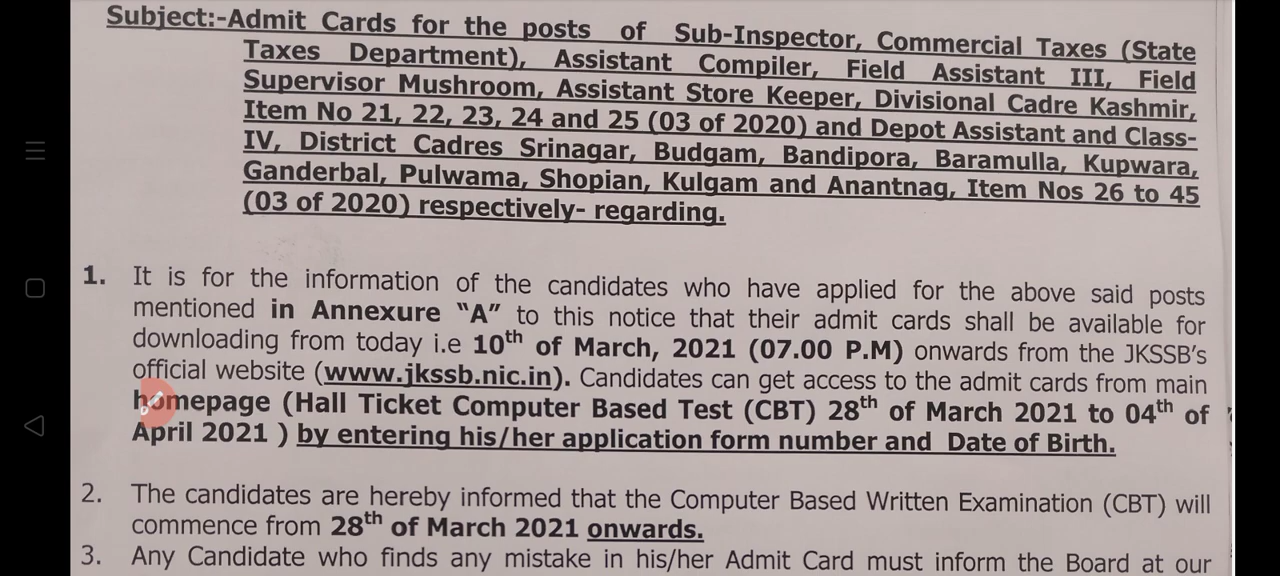 Subject:-Admit Cards for the posts of Sub-Inspector, Commercial Taxes (State
Taxes Department), Assistant Compiler, Field Assistant III, Field
Supervisor Mushroom, Assistant Store Keeper, Divisional Cadre Kashmir,
Item No 21, 22, 23, 24 and 25 (03 of 2020) and Depot Assistant and Class-
IV, District Cadres Srinagar, Budgam, Bandipora, Baramulla, Kupwara,
Ganderbal, Pulwama, Shopian, Kulgam and Anantnag, Item Nos 26 to 45
(03 of 2020) respectively- regarding.
1. It is for the information of the candidates who have applied for the above said posts
mentioned in Annexure “A” to this notice that their admit cards shall be available for
downloading from today i.e 10th of March, 2021 (07.00 P.M) onwards from the JKSSB’s
official website (www.jkssb.nic.in). Candidates can get access to the admit cards from main
homepage (Hall Ticket Computer Based Test (CBT) 28th of March 2021 to 04th of
April 2021 ) by entering his/her application form number and Date of Birth.
2. The candidates are hereby informed that the Computer Based Written Examination (CBT) will
commence from 28th of March 2021 onwards.
3. Any Candidate who finds any mistake in his/her Admit Card must inform the Board at our